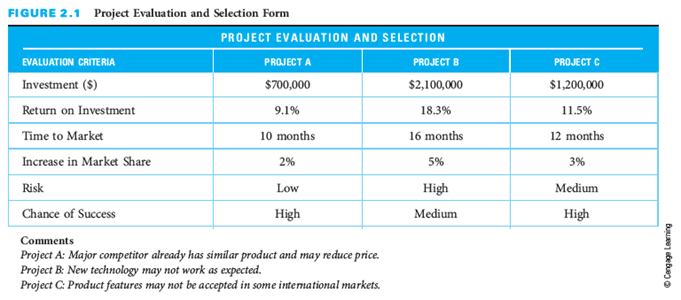 FIGURE 2.1 Project Evaluation and Selection Form
PROJECT EVALUATION AND SELECTION
EVALUATION CRITERIA PROJECT A PROJECT B PROJECT C
Investment ($) $700,000 $2,100,000 $1,200,000
Return on Investment 9.1% 18.3% 11.5%
Time to Market 10 months 16 months 12 months
Increase in Market Share 2% 5% 3%
Risk Low High Medium
Chance of Success High Medium High
Comments
Project A: Major competitor already has similar product and may reduce price.
Project B: New technology may not work as expected.
Project C: Product features may not be accepted in some international markets.
© Cengage Learning